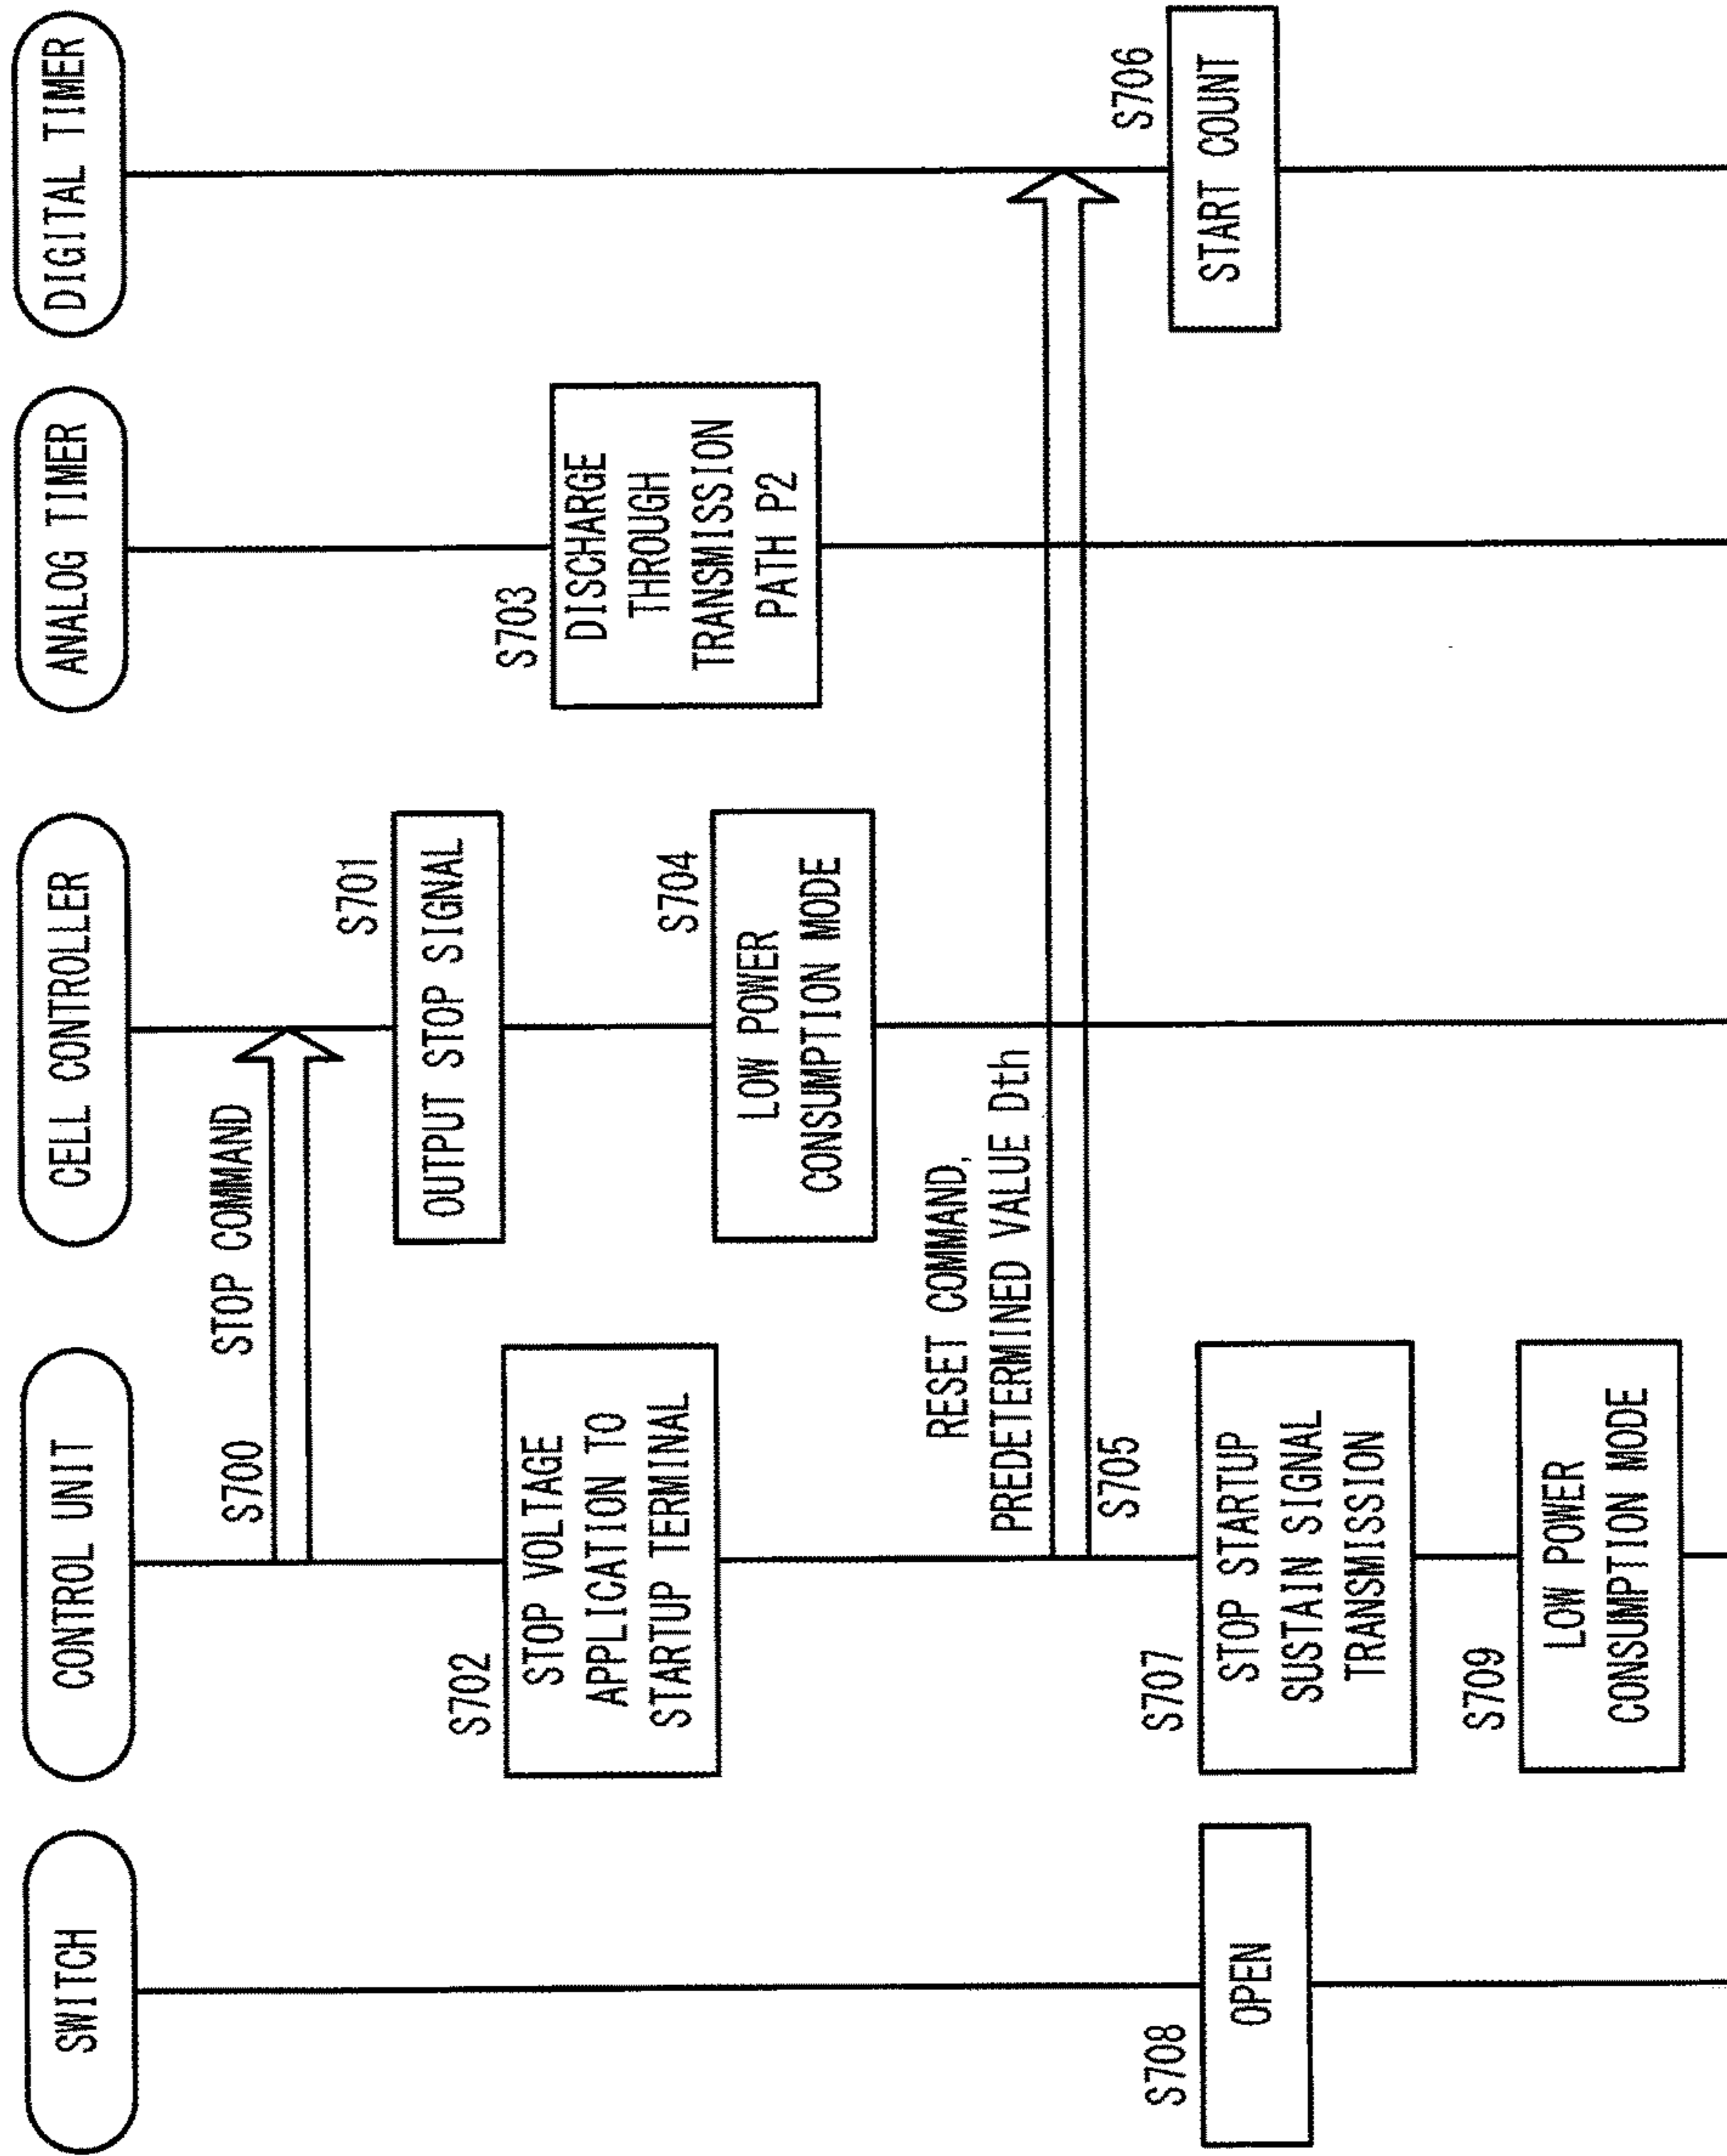 SWITCH
CONTROL UNIT
CELL CONTROLLER
ANALOG TIMER
DIGITAL TIMER
S700
STOP COMMAND
S701
OUTPUT STOP SIGNAL
S702
STOP VOLTAGE
APPLICATION TO
STARTUP TERMINAL
S703
DISCHARGE
THROUGH
TRANSMISSION
PATH P2
S704
LOW POWER
CONSUMPTION MODE
RESET COMMAND,
PREDETERMINED VALUE Dth
S705
S706
START COUNT
S707
STOP STARTUP
SUSTAIN SIGNAL
TRANSMISSION
S708
OPEN
S709
LOW POWER
CONSUMPTION MODE